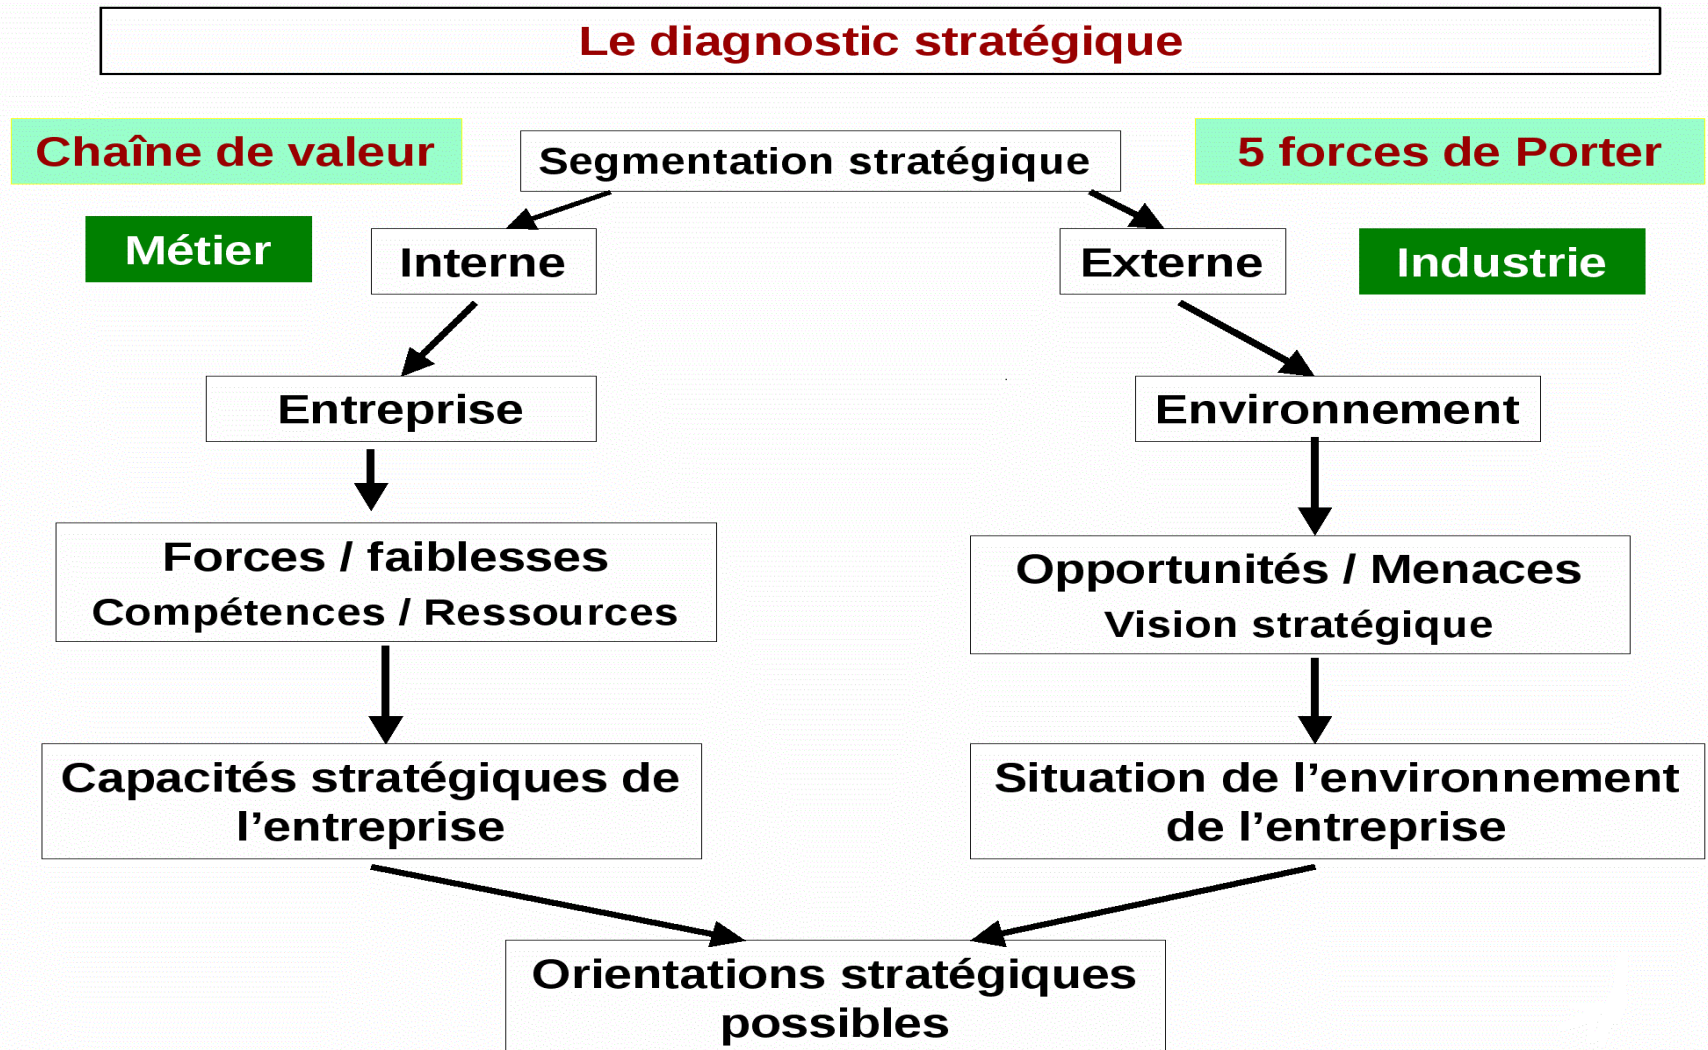 Le diagnostic stratégique
Chaîne de valeur
Segmentation stratégique
5 forces de Porter
Métier
Interne
Externe
Industrie
Entreprise
Environnement
Forces / faiblesses
Compétences / Ressources
Opportunités / Menaces
Vision stratégique
Capacités stratégiques de
l’entreprise
Situation de l’environnement
de l’entreprise
Orientations stratégiques
possibles